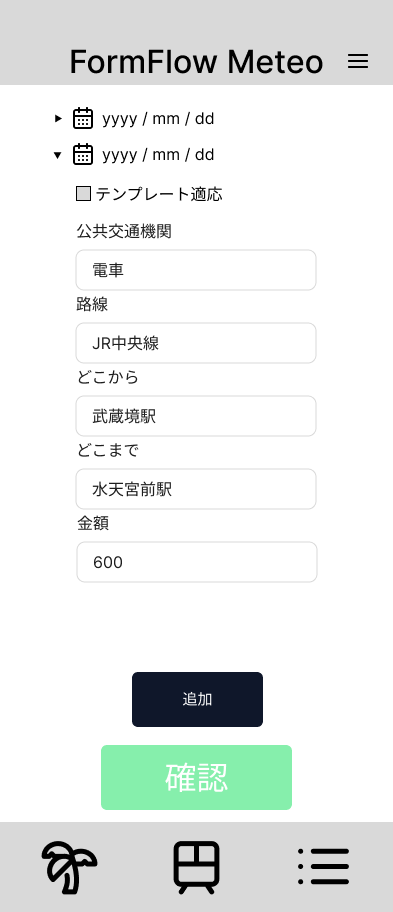 FormFlow Meteo
yyyy / mm / dd
yyyy / mm / dd
テンプレート適応
公共交通機関
電車
路線
JR中央線
どこから
武蔵境駅
どこまで
水天宮前駅
金額
600
追加
確認